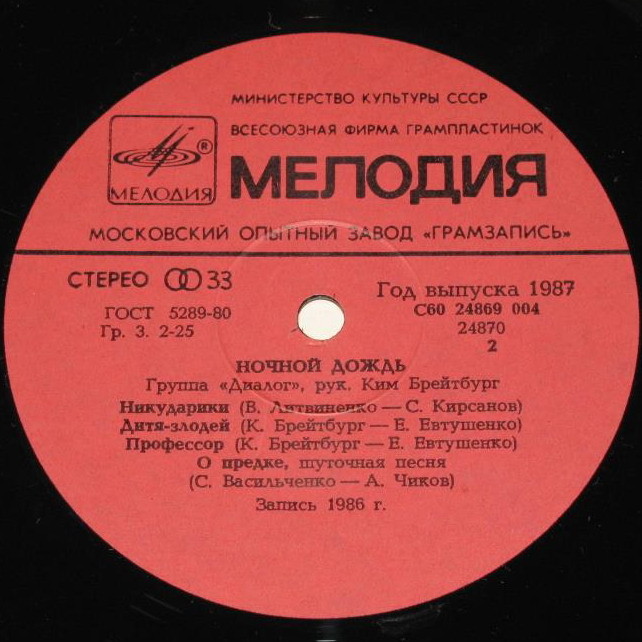 МИНИСТЕРСТВО КУЛЬТУРЫ СССР
ВСЕСОЮЗНАЯ ФИРМА ГРАМПЛАСТИНОК
®
МЕЛОДИЯ
МЕЛОДИЯ
МОСКОВСКИЙ ОПЫТНЫЙ ЗАВОД «ГРАМЗАПИСЬ»
СТЕРЕО 33
ГОСТ 5289-80
Гр. 3. 2-25
Год выпуска 1987
С60 24869 004
24870
2
НОЧНОЙ ДОЖДЬ
Группа «Диалог», рук. Ким Брейтбург
Никударики (В. Литвиненко — С. Кирсанов)
Дитя-злодей (К. Брейтбург — Е. Евтушенко)
Профессор (К. Брейтбург — Е. Евтушенко)
О предке, шуточная песня
(С. Васильченко — А. Чиков)
Запись 1986 г.